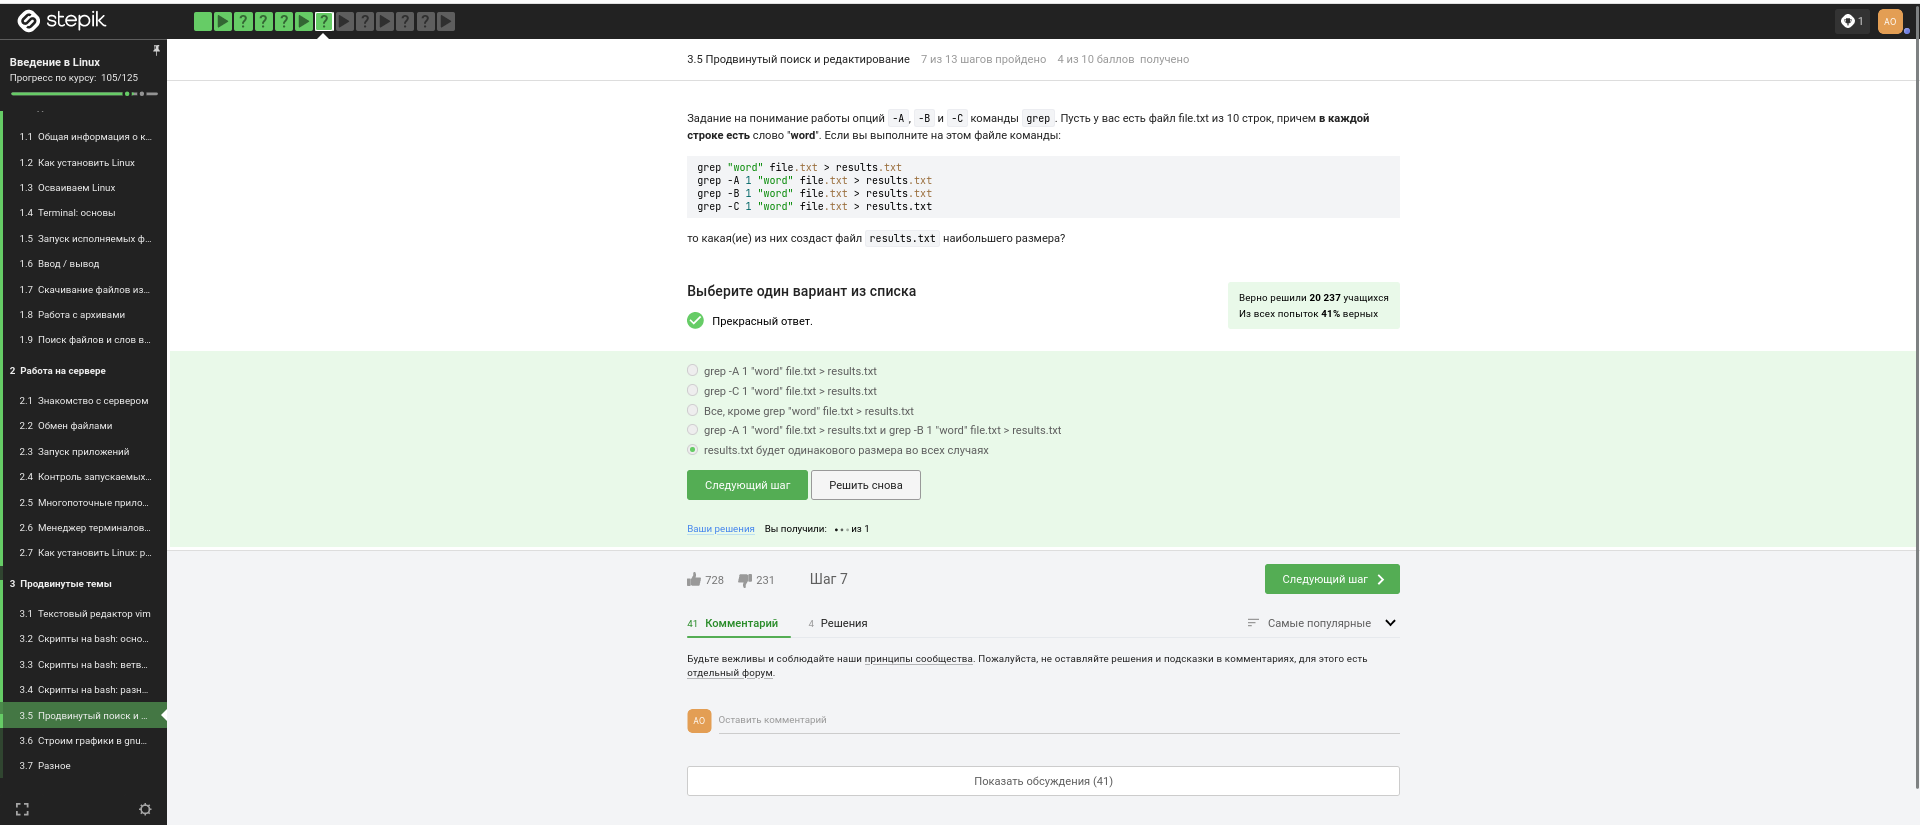 stepik
1
AO
Введение в Linux
Прогресс по курсу: 105/125
1.1 Общая информация о к...
1.2 Как установить Linux
1.3 Осваиваем Linux
1.4 Terminal: основы
1.5 Запуск исполняемых ф...
1.6 Ввод / вывод
1.7 Скачивание файлов из...
1.8 Работа с архивами
1.9 Поиск файлов и слов в...
2 Работа на сервере
2.1 Знакомство с сервером
2.2 Обмен файлами
2.3 Запуск приложений
2.4 Контроль запускаемых...
2.5 Многопоточные прило...
2.6 Менеджер терминалов...
2.7 Как установить Linux: р...
3 Продвинутые темы
3.1 Текстовый редактор vim
3.2 Скрипты на bash: осно...
3.3 Скрипты на bash: ветв...
3.4 Скрипты на bash: разн...
3.5 Продвинутый поиск и ...
3.6 Строим графики в gnu...
3.7 Разное
3.5 Продвинутый поиск и редактирование 7 из 13 шагов пройдено 4 из 10 баллов получено
Задание на понимание работы опций -A, -B и -C команды grep. Пусть у вас есть файл file.txt из 10 строк, причем в каждой
строке есть слово "word". Если вы выполните на этом файле команды:
grep "word" file.txt > results.txt
grep -A 1 "word" file.txt > results.txt
grep -B 1 "word" file.txt > results.txt
grep -C 1 "word" file.txt > results.txt
то какая(ие) из них создаст файл results.txt наибольшего размера?
Выберите один вариант из списка
Прекрасный ответ.
Верно решили 20 237 учащихся
Из всех попыток 41% верных
grep -A 1 "word" file.txt > results.txt
grep -C 1 "word" file.txt > results.txt
Все, кроме grep "word" file.txt > results.txt
grep -A 1 "word" file.txt > results.txt и grep -B 1 "word" file.txt > results.txt
results.txt будет одинакового размера во всех случаях
Следующий шаг Решить снова
Ваши решения Вы получили: из 1
728 231 Шаг 7 Следующий шаг
41 Комментарий 4 Решения Самые популярные
Будьте вежливы и соблюдайте наши принципы сообщества. Пожалуйста, не оставляйте решения и подсказки в комментариях, для этого есть
отдельный форум.
AO Оставить комментарий
Показать обсуждения (41)